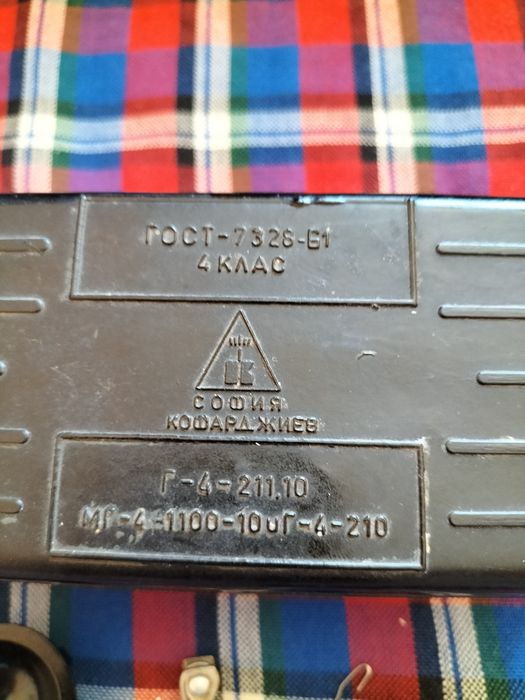 ГОСТ-7328-61
4 КЛАС
СОФИЯ
КОФАРДЖИЕВ
Г-4-211,10
МГ-4-1100-10 и Г-4-210